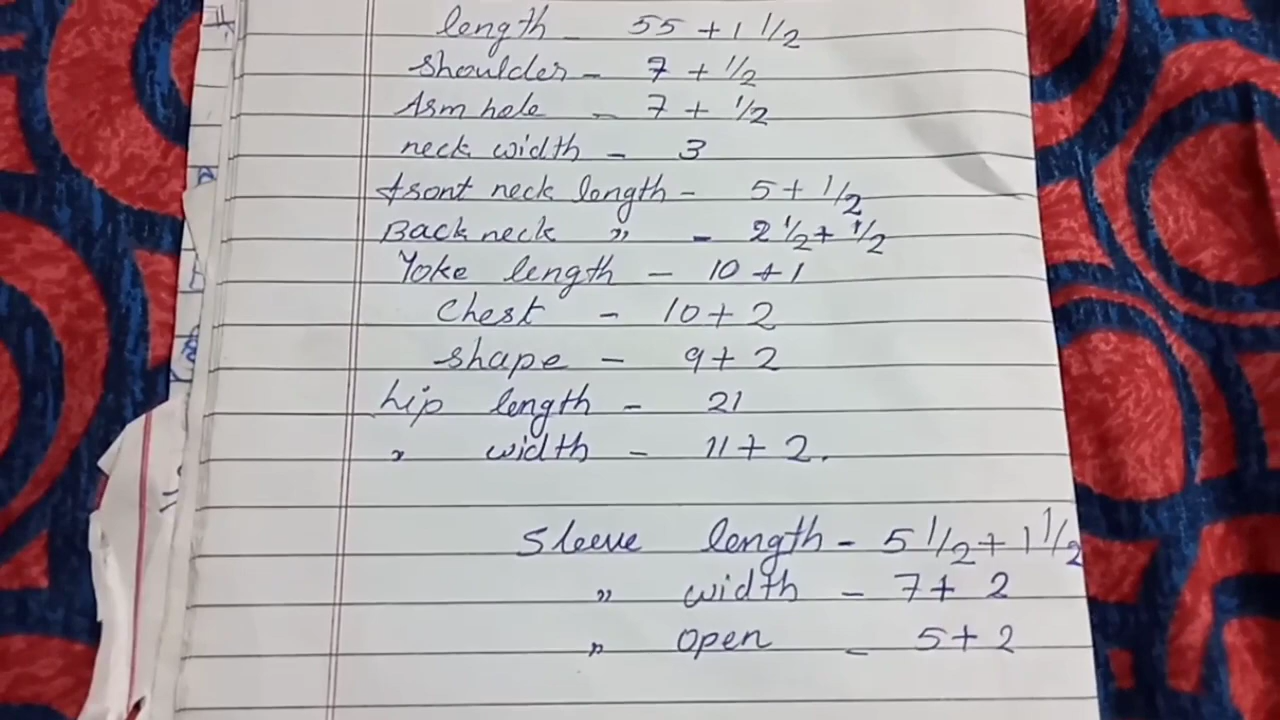 length - 55 + 1 1/2
Shoulder - 7 + 1/2
Arm hole - 7 + 1/2
neck width - 3
front neck length - 5 + 1/2
Back neck " - 2 1/2 + 1/2
Yoke length - 10 + 1
Chest - 10 + 2
shape - 9 + 2
hip length - 21
" width - 11 + 2.
Sleeve length - 5 1/2 + 1 1/2
" width - 7 + 2
" open - 5 + 2